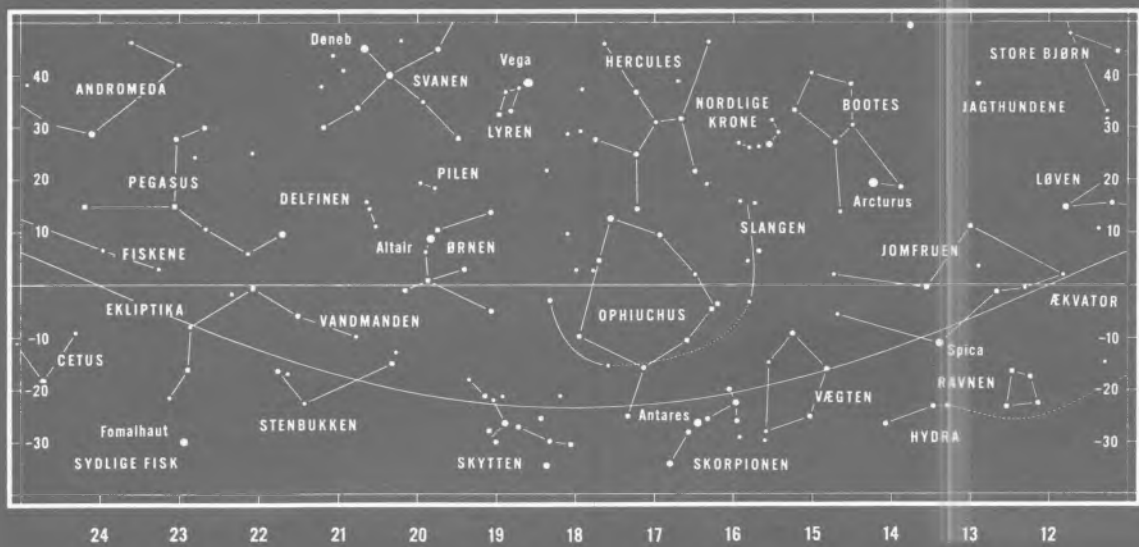 Deneb
Vega
HERCULES
STORE BJØRN
40
ANDROMEDA
SVANEN
NORDLIGE
KRONE
BOOTES
JAGTHUNDENE
40
30
LYREN
30
20
PEGASUS
PILEN
LØVEN
20
DELFINEN
Arcturus
10
FISKENE
Altair
ØRNEN
SLANGEN
JOMFRUEN
10
0
EKLIPTIKA
VANDMANDEN
OPHIUCHUS
ÆKVATOR
0
-10
CETUS
Spica
-10
-20
STENBUKKEN
Antares
VÆGTEN
RAVNEN
-20
-30
Fomalhaut
HYDRA
-30
SYDLIGE FISK
SKYTTEN
SKORPIONEN
24 23 22 21 20 19 18 17 16 15 14 13 12